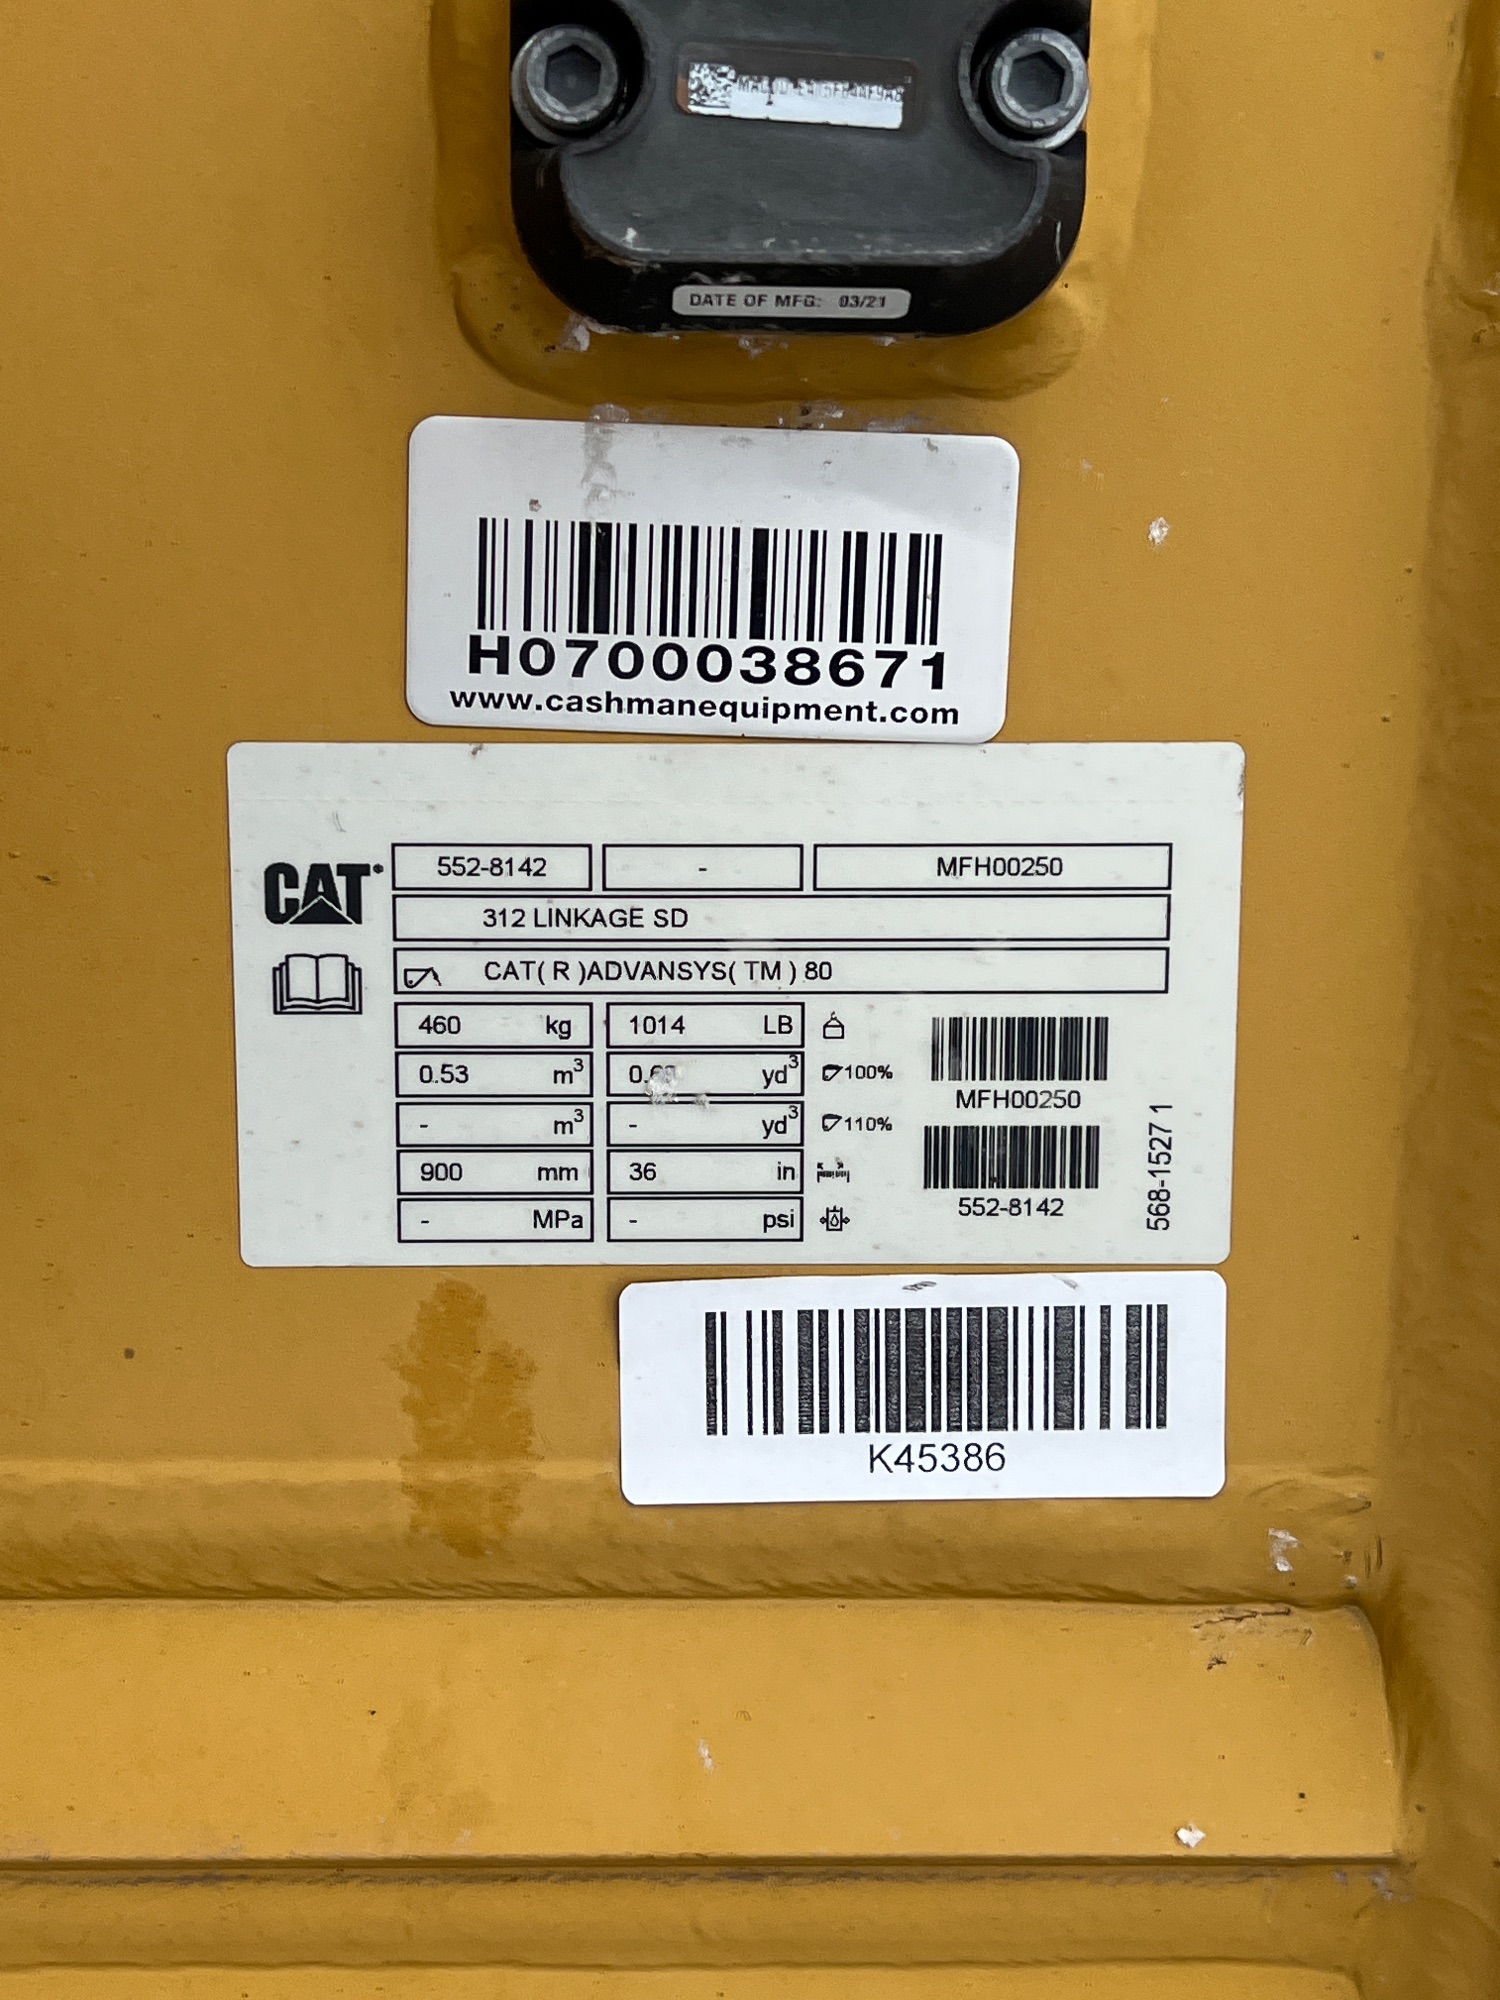 DATE OF MFG: 03/21
H0700038671
www.cashmanequipment.com
CAT® 552-8142 - MFH00250
312 LINKAGE SD
CAT( R )ADVANSYS( TM ) 80
460 kg 1014 LB
0.53 m³ yd³ 100%
- m³ - yd³ 110%
900 mm 36 in
- MPa - psi
MFH00250
552-8142
568-1527 1
K45386